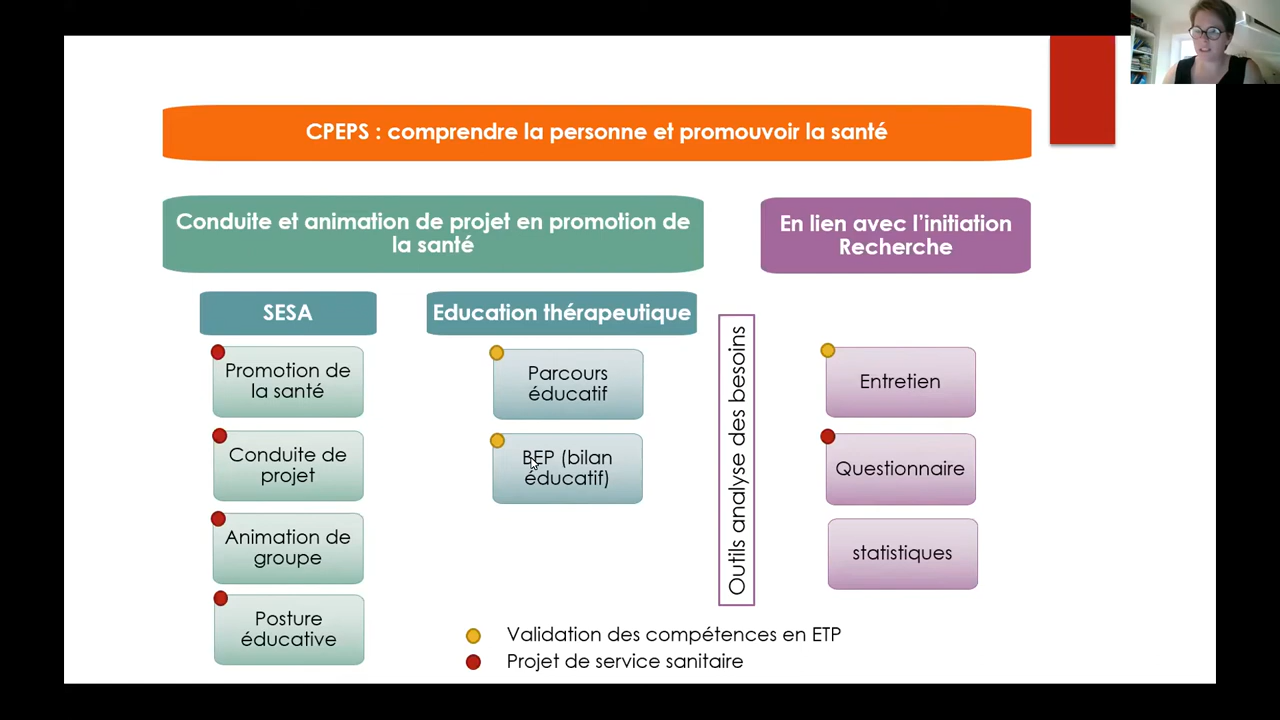 CPEPS : comprendre la personne et promouvoir la santé
Conduite et animation de projet en promotion de
la santé
En lien avec l’initiation
Recherche
SESA
Promotion de
la santé
Conduite de
projet
Animation de
groupe
Posture
éducative
Education thérapeutique
Parcours
éducatif
BEP (bilan
éducatif)
Outils analyse des besoins
Entretien
Questionnaire
statistiques
Validation des compétences en ETP
Projet de service sanitaire